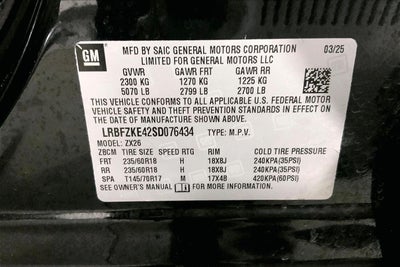 GM
MFD BY SAIC GENERAL MOTORS CORPORATION 03/25
LIMITED FOR GENERAL MOTORS LLC
GVWR GAWR FRT GAWR RR
2300 KG 1270 KG 1225 KG
5070 LB 2799 LB 2700 LB
THIS VEHICLE CONFORMS TO ALL APPLICABLE U.S. FEDERAL MOTOR
VEHICLE SAFETY AND THEFT PREVENTION STANDARDS IN EFFECT ON
THE DATE OF MANUFACTURE SHOWN ABOVE.
LRBFZKE42SD076434 TYPE: M.P.V.
MODEL: ZX26
ZBCM TIRE SIZE SPEED RTG RIM COLD TIRE PRESSURE
FRT 235/60R18 H 18X8J 240KPA(35PSI)
RR 235/60R18 H 18X8J 240KPA(35PSI)
SPA T145/70R17 M 17X4B 420KPA(60PSI)
SEE OWNER'S MANUAL FOR MORE INFORMATION.